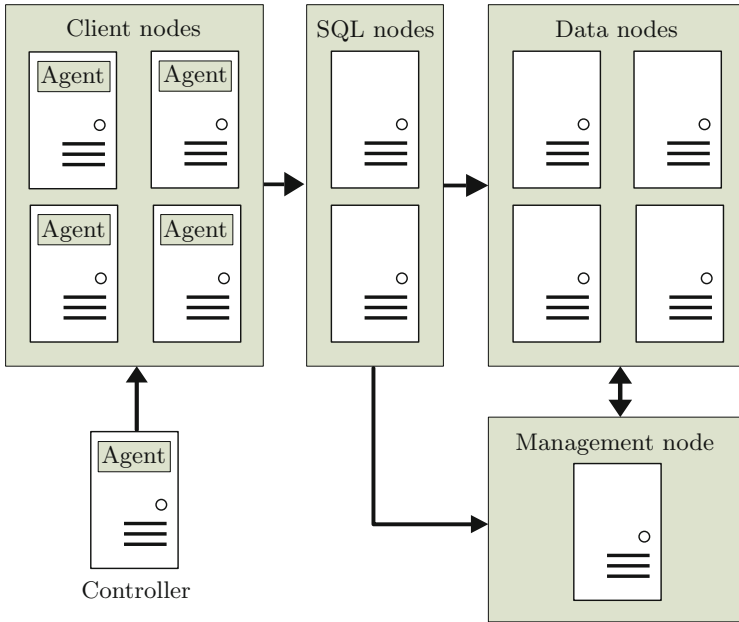 Client nodes
SQL nodes
Data nodes
Agent
Agent
Agent
Agent
Agent
Controller
Management node